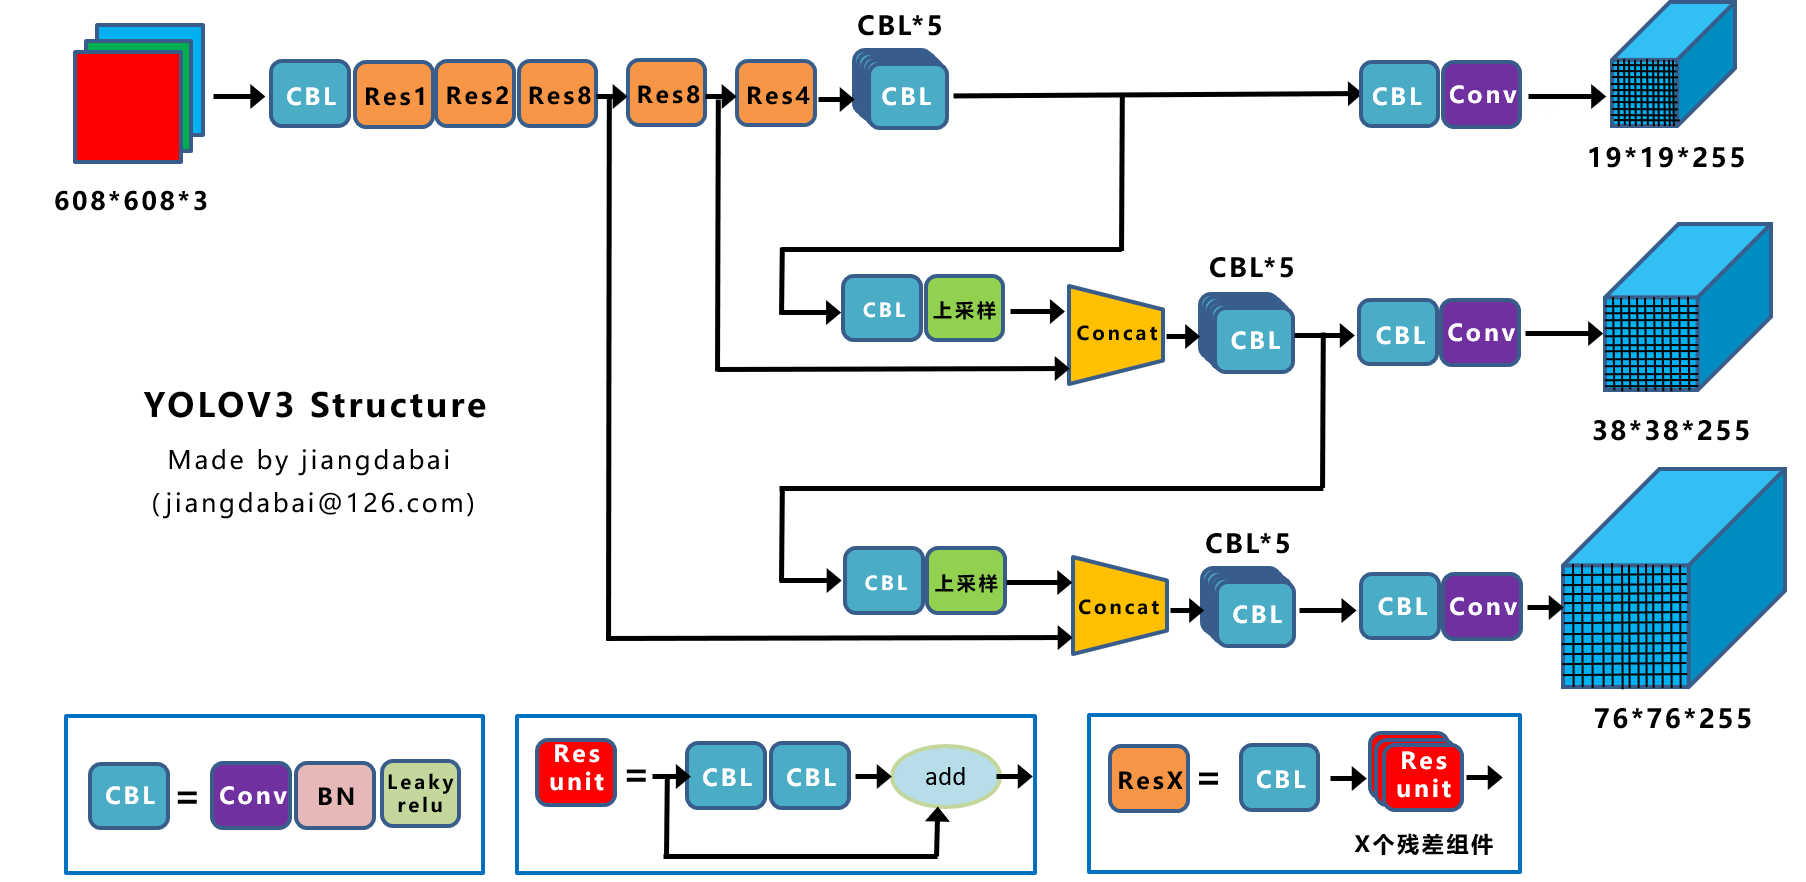 CBL*5
CBL Res1 Res2 Res8 Res8 Res4 CBL CBL Conv
19*19*255
608*608*3
CBL*5
CBL 上采样 Concat CBL CBL Conv
38*38*255
YOLOV3 Structure
Made by jiangdabai
(jiangdabai@126.com)
CBL*5
CBL 上采样 Concat CBL CBL Conv
76*76*255
CBL = Conv BN Leaky relu
Res unit = CBL CBL add
ResX = CBL Res unit
X个残差组件